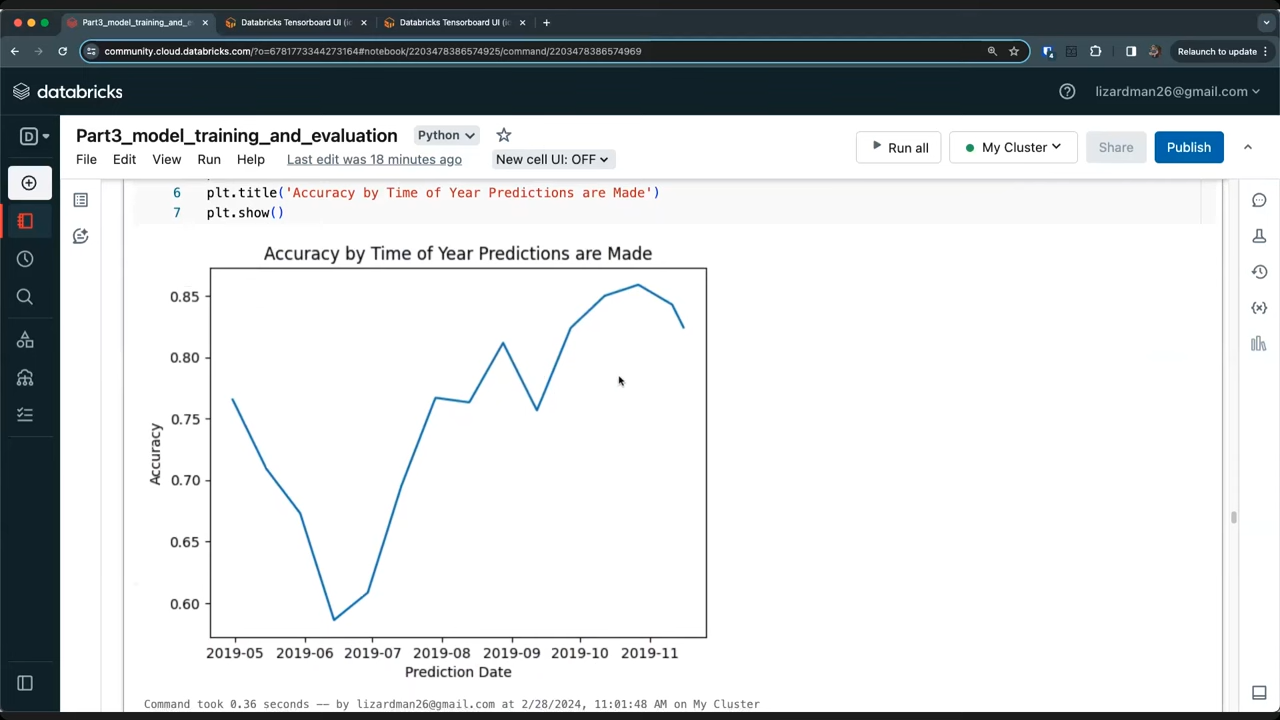 Part3_model_training_and_e
Databricks Tensorboard UI (i
Databricks Tensorboard UI (i
community.cloud.databricks.com/?o=6781773344273164#notebook/2203478386574925/command/2203478386574969
Relaunch to update
databricks
lizardman26@gmail.com
D
Part3_model_training_and_evaluation
Python
File
Edit
View
Run
Help
Last edit was 18 minutes ago
New cell UI: OFF
Run all
My Cluster
Share
Publish
6 plt.title('Accuracy by Time of Year Predictions are Made')
7 plt.show()
Accuracy by Time of Year Predictions are Made
0.85
0.80
0.75
0.70
0.65
0.60
Accuracy
2019-05 2019-06 2019-07 2019-08 2019-09 2019-10 2019-11
Prediction Date
Command took 0.36 seconds -- by lizardman26@gmail.com at 2/28/2024, 11:01:48 AM on My Cluster